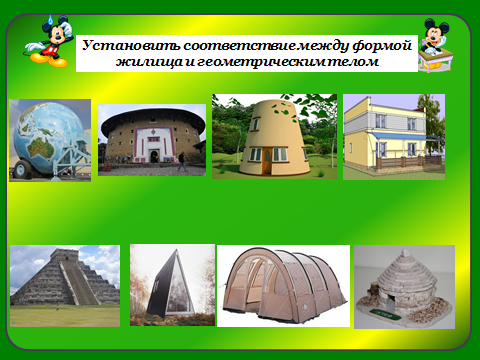 Установить соответствие между формой
жилища и геометрическим телом